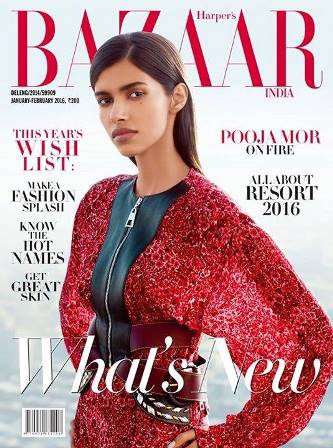 Harper's
BAZAAR
INDIA
DELENG/2014/59909
JANUARY-FEBRUARY 2016, ₹200
THIS YEAR'S
WISH
LIST:
MAKE A
FASHION
SPLASH
KNOW
THE
HOT
NAMES
GET
GREAT
SKIN
POOJA MOR
ON FIRE
ALL ABOUT
RESORT
2016
What's New